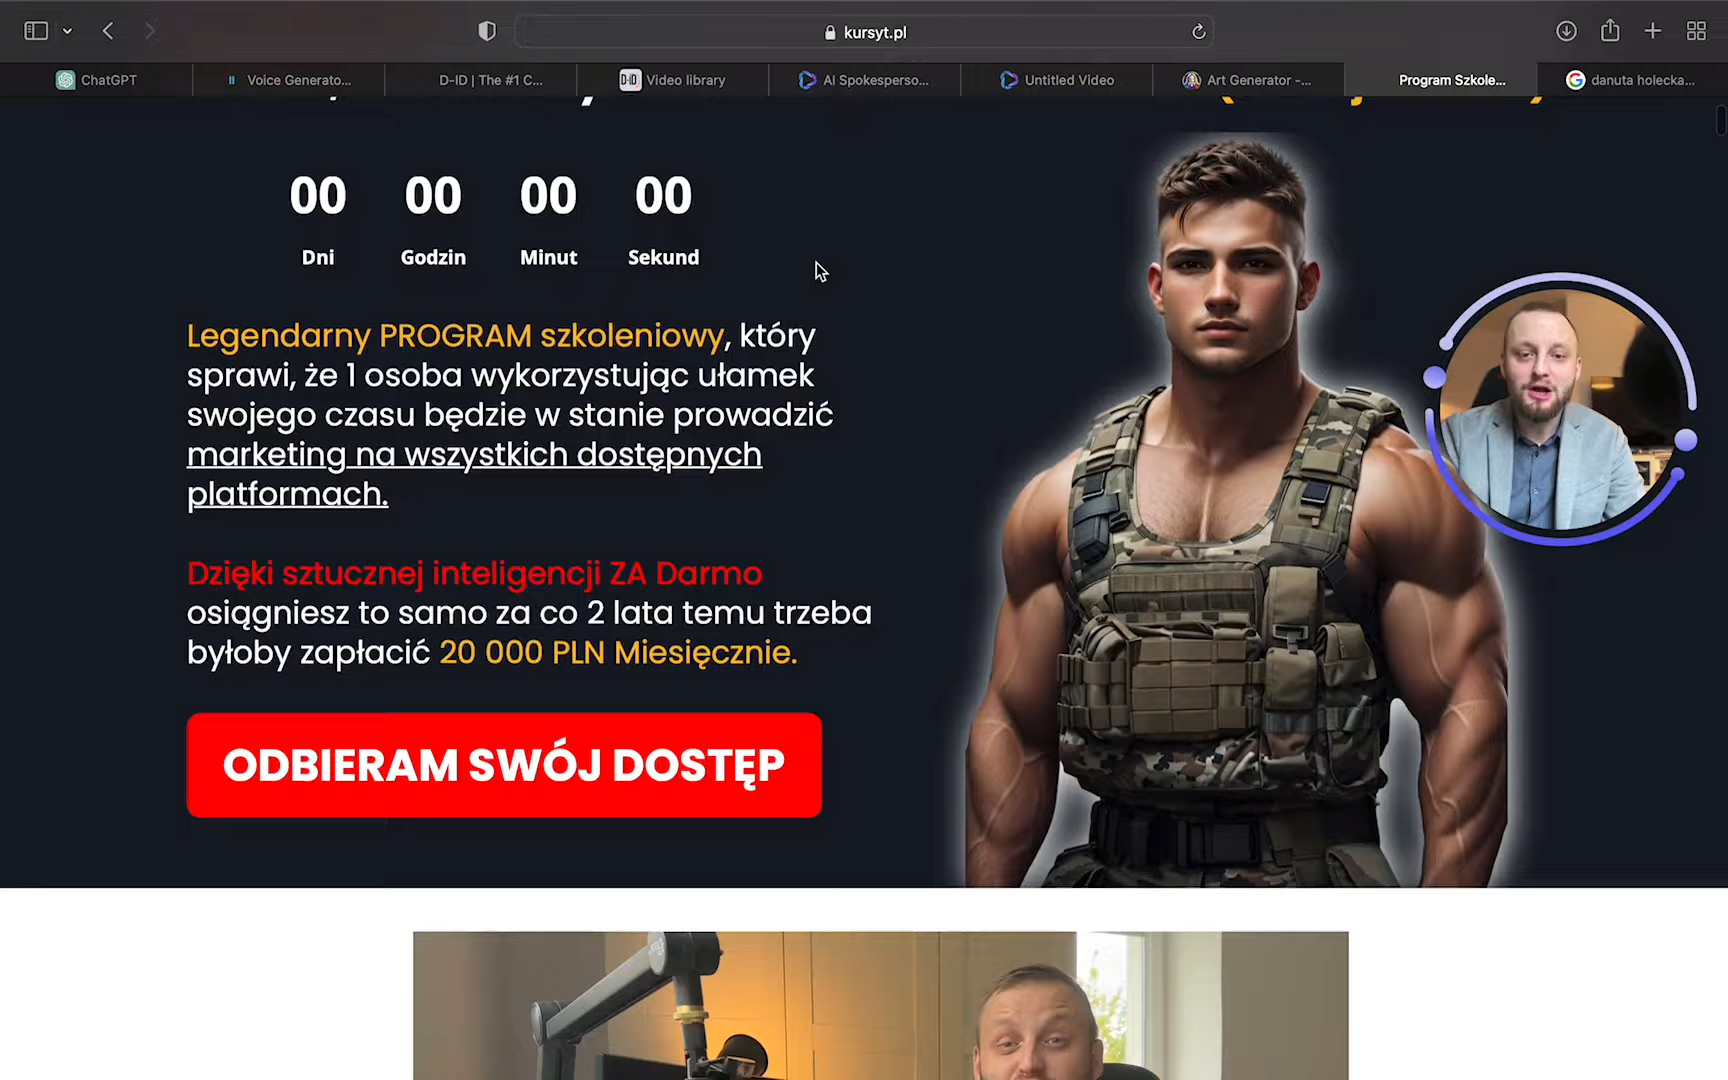 kursyt.pl
ChatGPT
Voice Generato...
D-ID | The #1 C...
D-iD Video library
AI Spokesperso...
Untitled Video
Art Generator -...
Program Szkole...
danuta holecka...
00 00 00 00
Dni Godzin Minut Sekund
Legendarny PROGRAM szkoleniowy, który
sprawi, że 1 osoba wykorzystując ułamek
swojego czasu będzie w stanie prowadzić
marketing na wszystkich dostępnych
platformach.
Dzięki sztucznej inteligencji ZA Darmo
osiągniesz to samo za co 2 lata temu trzeba
byłoby zapłacić 20 000 PLN Miesięcznie.
ODBIERAM SWÓJ DOSTĘP